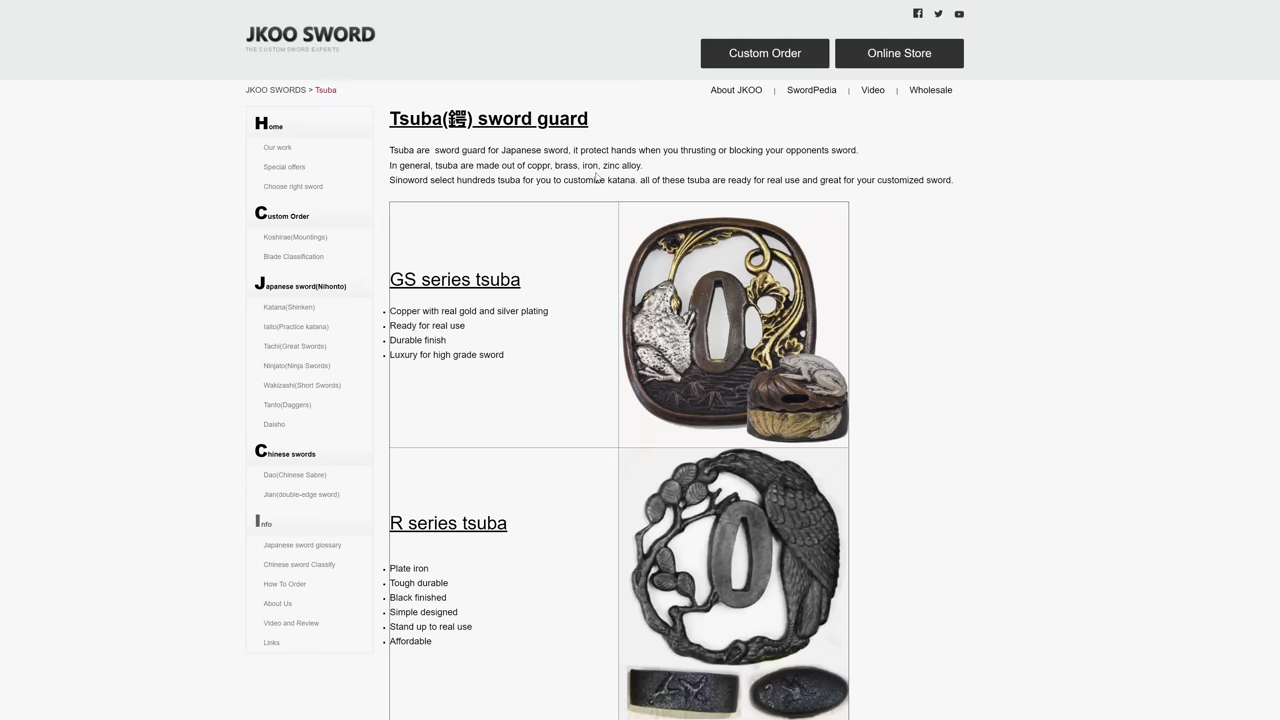 JKOO SWORD
THE CUSTOM SWORD EXPERTS
Custom Order
Online Store
JKOO SWORDS > Tsuba
About JKOO | SwordPedia | Video | Wholesale
Home
Our work
Special offers
Choose right sword
Custom Order
Koshirae(Mountings)
Blade Classification
Japanese sword(Nihonto)
Katana(Shinken)
Iaito(Practice katana)
Tachi(Great Swords)
Ninjato(Ninja Swords)
Wakizashi(Short Swords)
Tanto(Daggers)
Daisho
Chinese swords
Dao(Chinese Sabre)
Jian(double-edge sword)
Info
Japanese sword glossary
Chinese sword Classify
How To Order
About Us
Video and Review
Links
Tsuba(鍔) sword guard
Tsuba are sword guard for Japanese sword, it protect hands when you thrusting or blocking your opponents sword.
In general, tsuba are made out of coppr, brass, iron, zinc alloy.
Sinoword select hundreds tsuba for you to customize katana. all of these tsuba are ready for real use and great for your customized sword.
GS series tsuba
Copper with real gold and silver plating
Ready for real use
Durable finish
Luxury for high grade sword
R series tsuba
Plate iron
Tough durable
Black finished
Simple designed
Stand up to real use
Affordable